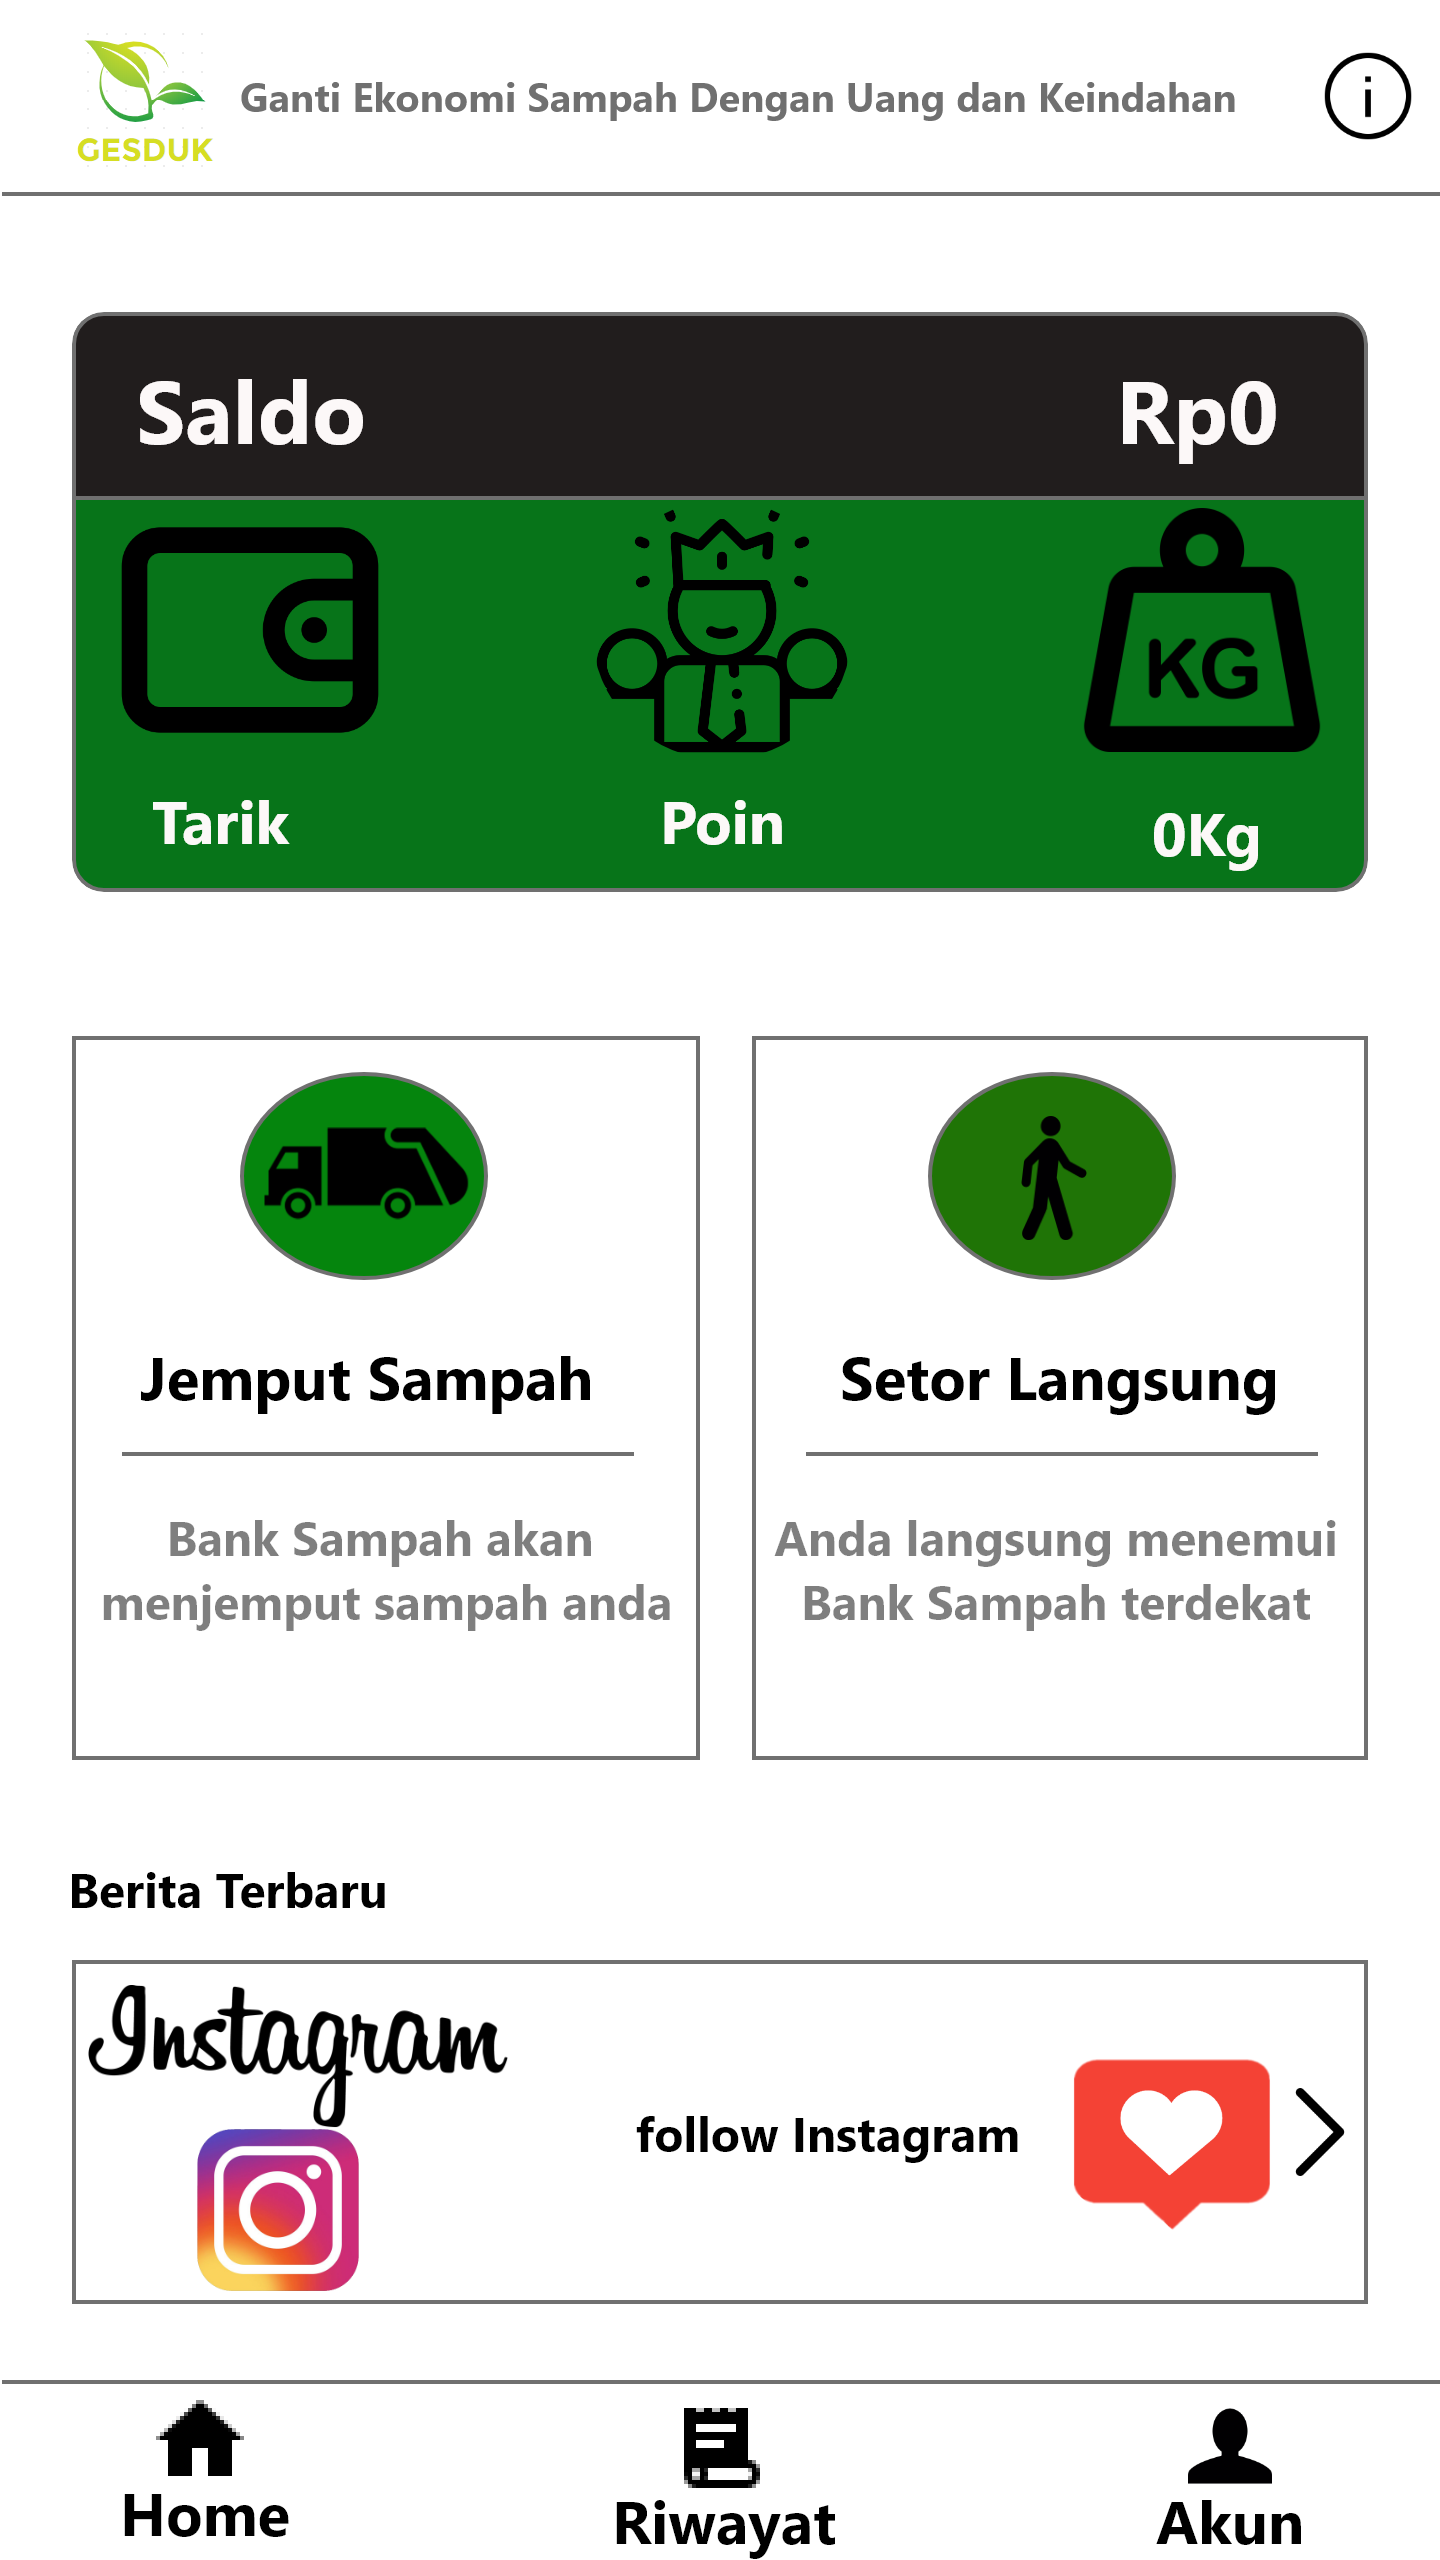 GESDUK
Ganti Ekonomi Sampah Dengan Uang dan Keindahan
i
Saldo
Rp0
KG
Tarik
Poin
0Kg
Jemput Sampah
Bank Sampah akan
menjemput sampah anda
Setor Langsung
Anda langsung menemui
Bank Sampah terdekat
Berita Terbaru
Instagram
follow Instagram
Home
Riwayat
Akun